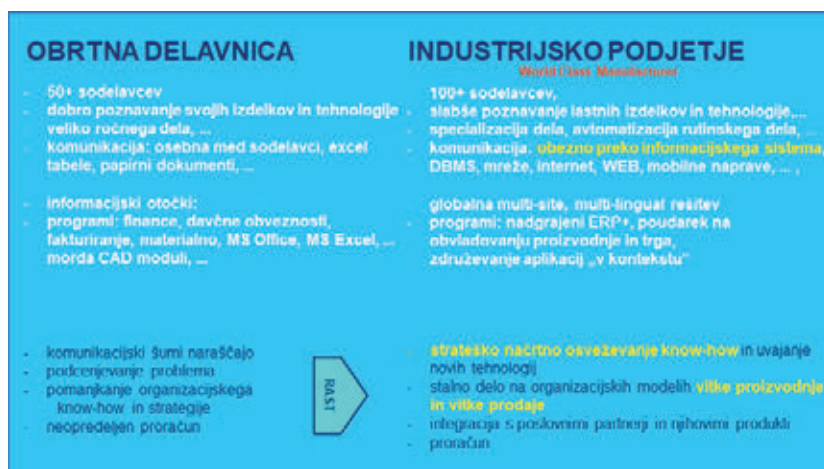 OBRTNA DELAVNICA
- 50+ sodelavcev
- dobro poznavanje svojih izdelkov in tehnologije
- veliko ročnega dela, ...
- komunikacija: osebna med sodelavci, excel
tabele, papirni dokumenti, ...
- informacijski otočki:
- programi: finance, davčne obveznosti,
fakturiranje, materialno, MS Office, MS Excel, ...
morda CAD moduli, ...
- komunikacijski šumi naraščajo
- podcenjevanje problema
- pomanjkanje organizacijskega
know-how in strategije
- neopredeljen proračun
RAST
INDUSTRIJSKO PODJETJE
World Class Manufacturer
- 100+ sodelavcev,
- slabše poznavanje lastnih izdelkov in tehnologije,...
- specializacija dela, avtomatizacija rutinskega dela, ...
- komunikacija: obvezno preko informacijskega sistema,
DBMS, mreže, internet, WEB, mobilne naprave, ... ,
globalna multi-site, multi-lingual rešitev
- programi: nadgrajeni ERP+, poudarek na
obvladovanju proizvodnje in trga,
združevanje aplikacij „v kontekstu“
- strateško načrtno osveževanje know-how in uvajanje
novih tehnologij
- stalno delo na organizacijskih modelih vitke proizvodnje
in vitke prodaje
- integracija s poslovnimi partnerji in njihovimi produkti
- proračun